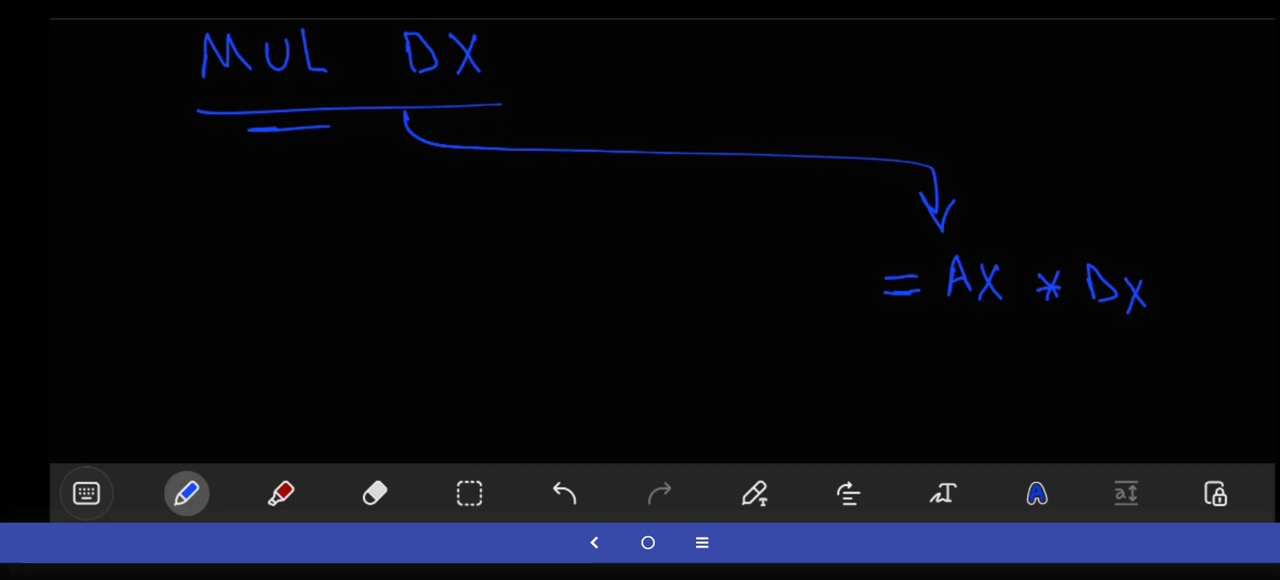 MUL DX
= AX * DX